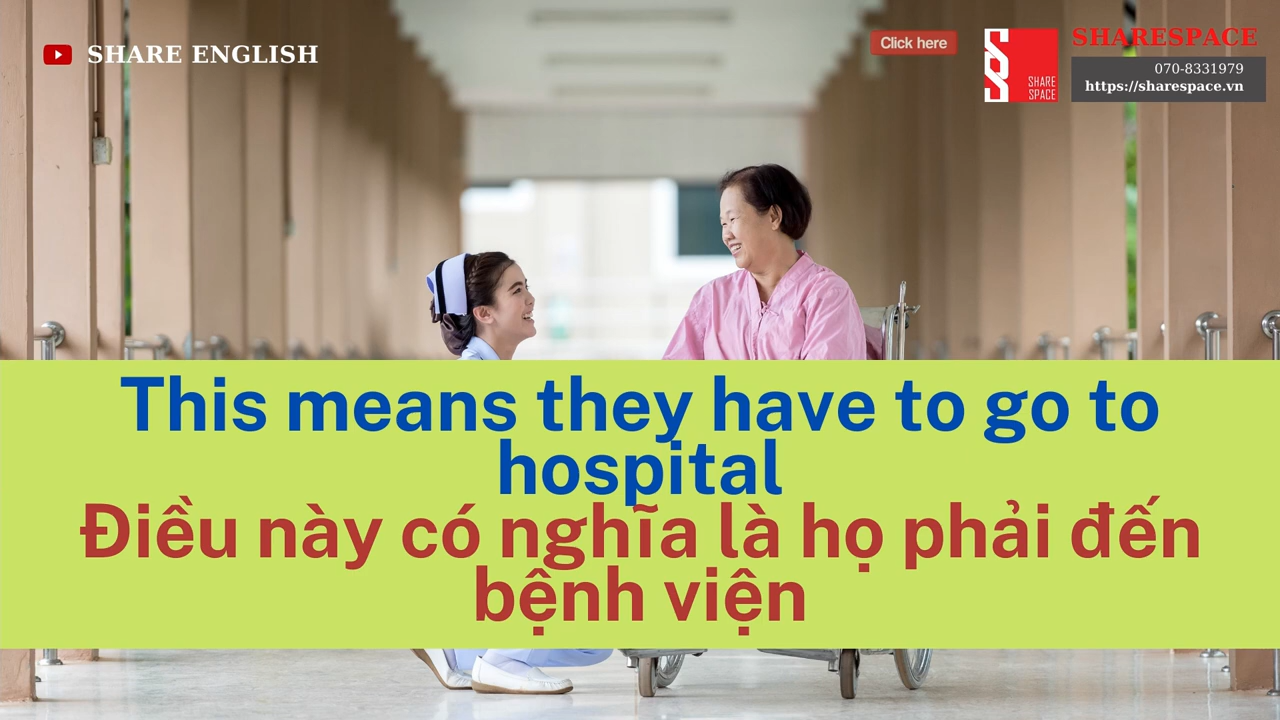 SHARE ENGLISH
Click here
SHARE
SPACE
SHARESPACE
070-8331979
https://sharespace.vn
This means they have to go to
hospital
Điều này có nghĩa là họ phải đến
bệnh viện